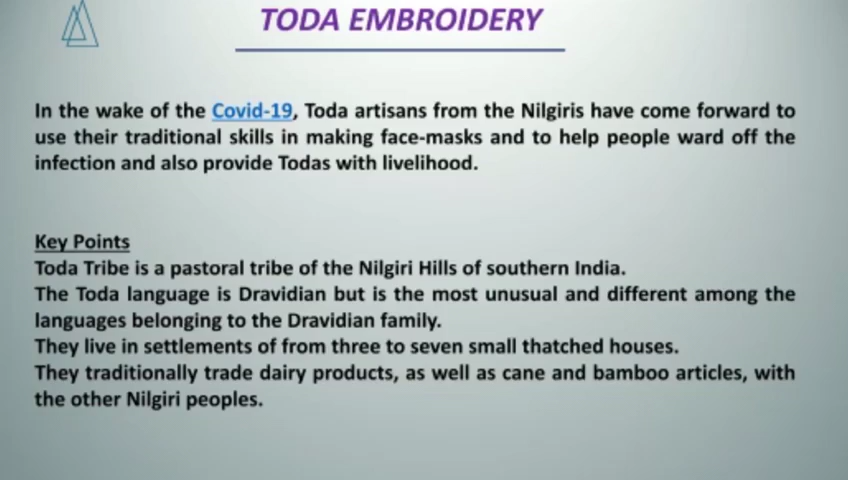 TODA EMBROIDERY
In the wake of the Covid-19, Toda artisans from the Nilgiris have come forward to
use their traditional skills in making face-masks and to help people ward off the
infection and also provide Todas with livelihood.
Key Points
Toda Tribe is a pastoral tribe of the Nilgiri Hills of southern India.
The Toda language is Dravidian but is the most unusual and different among the
languages belonging to the Dravidian family.
They live in settlements of from three to seven small thatched houses.
They traditionally trade dairy products, as well as cane and bamboo articles, with
the other Nilgiri peoples.